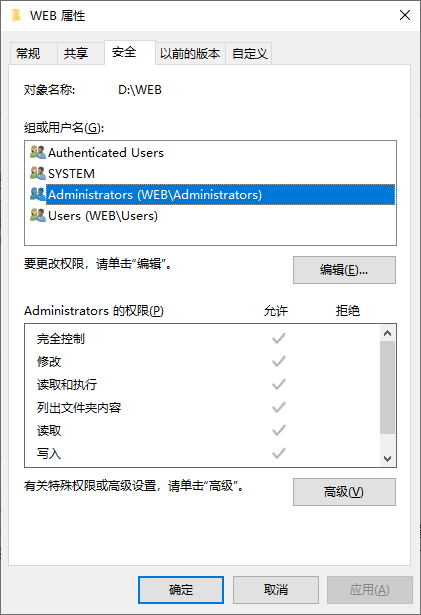 WEB 属性
常规 共享 安全 以前的版本 自定义
对象名称: D:\WEB
组或用户名(G):
Authenticated Users
SYSTEM
Administrators (WEB\Administrators)
Users (WEB\Users)
要更改权限，请单击“编辑”。 编辑(E)...
Administrators 的权限(P) 允许 拒绝
完全控制
修改
读取和执行
列出文件夹内容
读取
写入
有关特殊权限或高级设置，请单击“高级”。 高级(V)
确定 取消 应用(A)